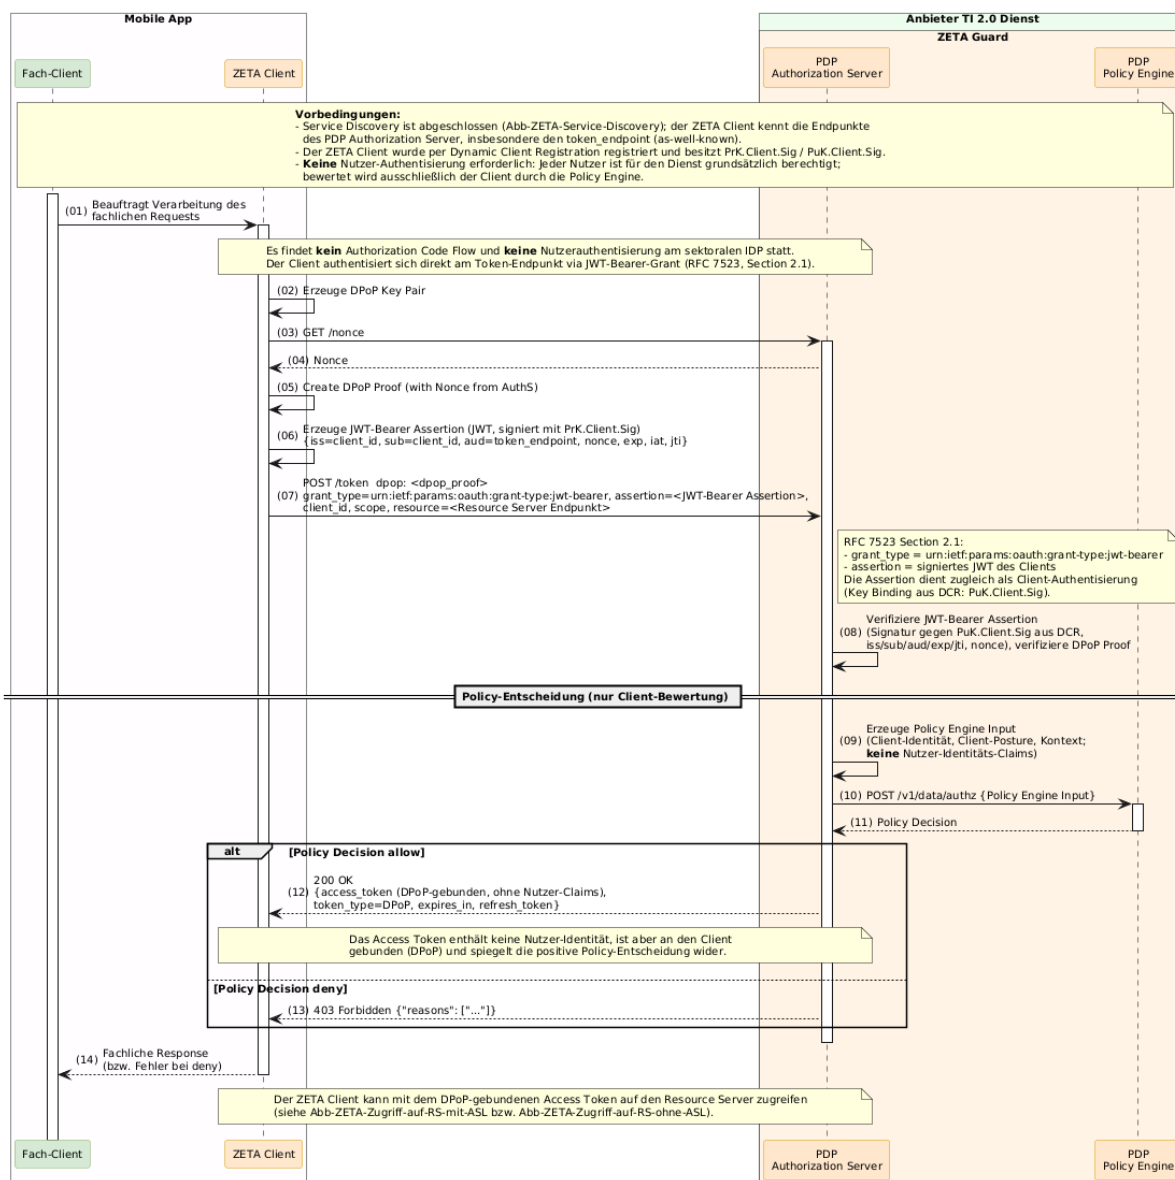 Mobile App
Anbieter TI 2.0 Dienst
ZETA Guard
Fach-Client
ZETA Client
PDP
Authorization Server
PDP
Policy Engine
Vorbedingungen:
- Service Discovery ist abgeschlossen (Abb-ZETA-Service-Discovery); der ZETA Client kennt die Endpunkte
des PDP Authorization Server, insbesondere den token_endpoint (as-well-known).
- Der ZETA Client wurde per Dynamic Client Registration registriert und besitzt PrK.Client.Sig / PuK.Client.Sig.
- Keine Nutzer-Authentisierung erforderlich: Jeder Nutzer ist für den Dienst grundsätzlich berechtigt;
bewertet wird ausschließlich der Client durch die Policy Engine.
(01) Beauftragt Verarbeitung des
fachlichen Requests
Es findet kein Authorization Code Flow und keine Nutzerauthentisierung am sektoralen IDP statt.
Der Client authentisiert sich direkt am Token-Endpunkt via JWT-Bearer-Grant (RFC 7523, Section 2.1).
(02) Erzeuge DPoP Key Pair
(03) GET /nonce
(04) Nonce
(05) Create DPoP Proof (with Nonce from AuthS)
(06) Erzeuge JWT-Bearer Assertion (JWT, signiert mit PrK.Client.Sig)
{iss=client_id, sub=client_id, aud=token_endpoint, nonce, exp, iat, jti}
POST /token  dpop: <dpop_proof>
(07) grant_type=urn:ietf:params:oauth:grant-type:jwt-bearer, assertion=<JWT-Bearer Assertion>,
client_id, scope, resource=<Resource Server Endpunkt>
RFC 7523 Section 2.1:
- grant_type = urn:ietf:params:oauth:grant-type:jwt-bearer
- assertion = signiertes JWT des Clients
Die Assertion dient zugleich als Client-Authentisierung
(Key Binding aus DCR: PuK.Client.Sig).
Verifiziere JWT-Bearer Assertion
(08) (Signatur gegen PuK.Client.Sig aus DCR,
iss/sub/aud/exp/jti, nonce), verifiziere DPoP Proof
Policy-Entscheidung (nur Client-Bewertung)
Erzeuge Policy Engine Input
(09) (Client-Identität, Client-Posture, Kontext;
keine Nutzer-Identitäts-Claims)
(10) POST /v1/data/authz {Policy Engine Input}
(11) Policy Decision
alt [Policy Decision allow]
200 OK
(12) {access_token (DPoP-gebunden, ohne Nutzer-Claims),
token_type=DPoP, expires_in, refresh_token}
Das Access Token enthält keine Nutzer-Identität, ist aber an den Client
gebunden (DPoP) und spiegelt die positive Policy-Entscheidung wider.
[Policy Decision deny]
(13) 403 Forbidden {"reasons": ["..."]}
(14) Fachliche Response
(bzw. Fehler bei deny)
Der ZETA Client kann mit dem DPoP-gebundenen Access Token auf den Resource Server zugreifen
(siehe Abb-ZETA-Zugriff-auf-RS-mit-ASL bzw. Abb-ZETA-Zugriff-auf-RS-ohne-ASL).
Fach-Client
ZETA Client
PDP
Authorization Server
PDP
Policy Engine